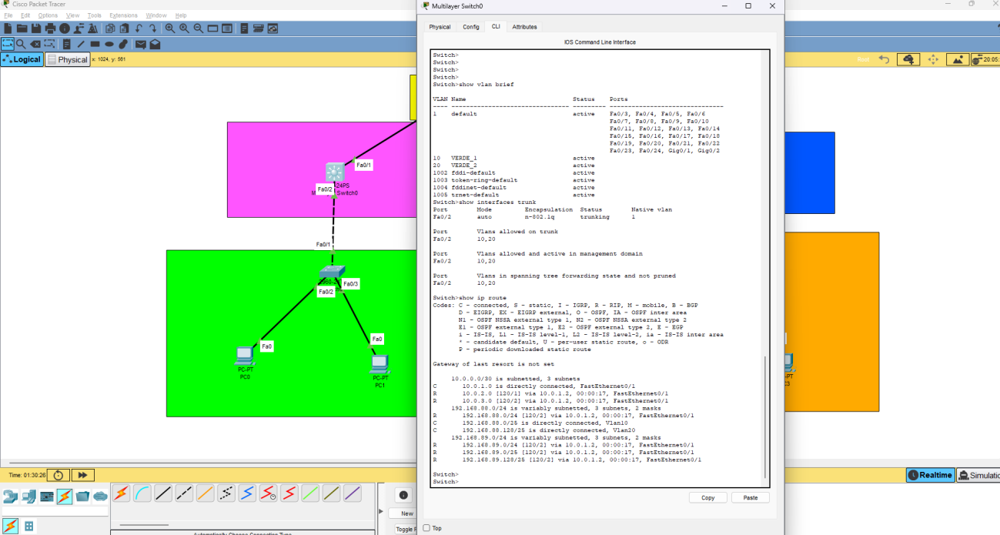 Cisco Packet Tracer
File Edit Options View Tools Extensions Window Help
Logical Physical x: 1024, y: 581
Root
20:05:
Fa0/1
24PS
Fa0/2 Switch0
Fa0/1
Fa0/3
Fa0/2
Fa0
Fa0
PC-PT
PC0
PC-PT
PC1
Time: 01:30:26
Realtime Simulatio
New
Toggle
Automatically Choose Connection Type
Multilayer Switch0
Physical Config CLI Attributes
IOS Command Line Interface
Switch>
Switch>
Switch>
Switch>
Switch>show vlan brief
VLAN Name Status Ports
---- -------------------------------- --------- -------------------------------
1 default active Fa0/3, Fa0/4, Fa0/5, Fa0/6
Fa0/7, Fa0/8, Fa0/9, Fa0/10
Fa0/11, Fa0/12, Fa0/13, Fa0/14
Fa0/15, Fa0/16, Fa0/17, Fa0/18
Fa0/19, Fa0/20, Fa0/21, Fa0/22
Fa0/23, Fa0/24, Gig0/1, Gig0/2
10 VERDE_1 active
20 VERDE_2 active
1002 fddi-default active
1003 token-ring-default active
1004 fddinet-default active
1005 trnet-default active
Switch>show interfaces trunk
Port Mode Encapsulation Status Native vlan
Fa0/2 auto n-802.1q trunking 1
Port Vlans allowed on trunk
Fa0/2 10,20
Port Vlans allowed and active in management domain
Fa0/2 10,20
Port Vlans in spanning tree forwarding state and not pruned
Fa0/2 10,20
Switch>show ip route
Codes: C - connected, S - static, I - IGRP, R - RIP, M - mobile, B - BGP
D - EIGRP, EX - EIGRP external, O - OSPF, IA - OSPF inter area
N1 - OSPF NSSA external type 1, N2 - OSPF NSSA external type 2
E1 - OSPF external type 1, E2 - OSPF external type 2, E - EGP
i - IS-IS, L1 - IS-IS level-1, L2 - IS-IS level-2, ia - IS-IS inter area
* - candidate default, U - per-user static route, o - ODR
P - periodic downloaded static route
Gateway of last resort is not set
10.0.0.0/30 is subnetted, 3 subnets
C 10.0.1.0 is directly connected, FastEthernet0/1
R 10.0.2.0 [120/1] via 10.0.1.2, 00:00:17, FastEthernet0/1
R 10.0.3.0 [120/2] via 10.0.1.2, 00:00:17, FastEthernet0/1
192.168.88.0/24 is variably subnetted, 3 subnets, 2 masks
R 192.168.88.0/24 [120/2] via 10.0.1.2, 00:00:17, FastEthernet0/1
C 192.168.88.0/25 is directly connected, Vlan10
C 192.168.88.128/25 is directly connected, Vlan20
192.168.89.0/24 is variably subnetted, 3 subnets, 2 masks
R 192.168.89.0/24 [120/2] via 10.0.1.2, 00:00:17, FastEthernet0/1
R 192.168.89.0/25 [120/2] via 10.0.1.2, 00:00:17, FastEthernet0/1
R 192.168.89.128/25 [120/2] via 10.0.1.2, 00:00:17, FastEthernet0/1
Switch>
Switch>
Copy Paste
Top